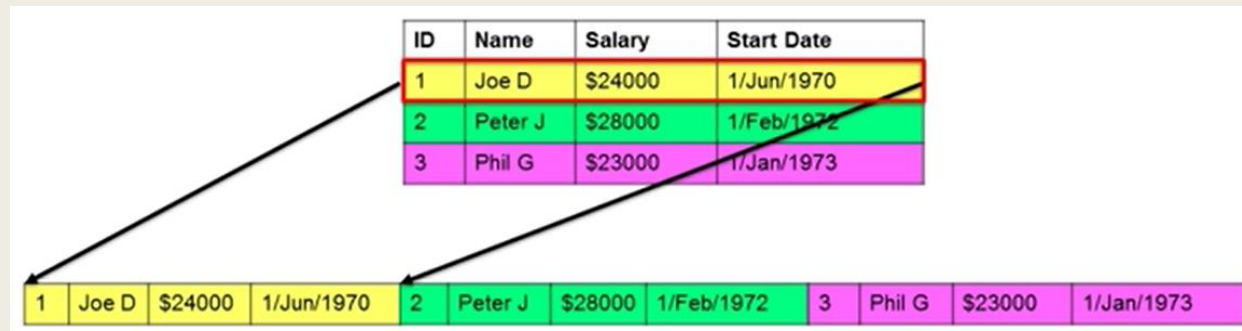 ID Name Salary Start Date
1 Joe D $24000 1/Jun/1970
2 Peter J $28000 1/Feb/1972
3 Phil G $23000 1/Jan/1973
1 Joe D $24000 1/Jun/1970 2 Peter J $28000 1/Feb/1972 3 Phil G $23000 1/Jan/1973